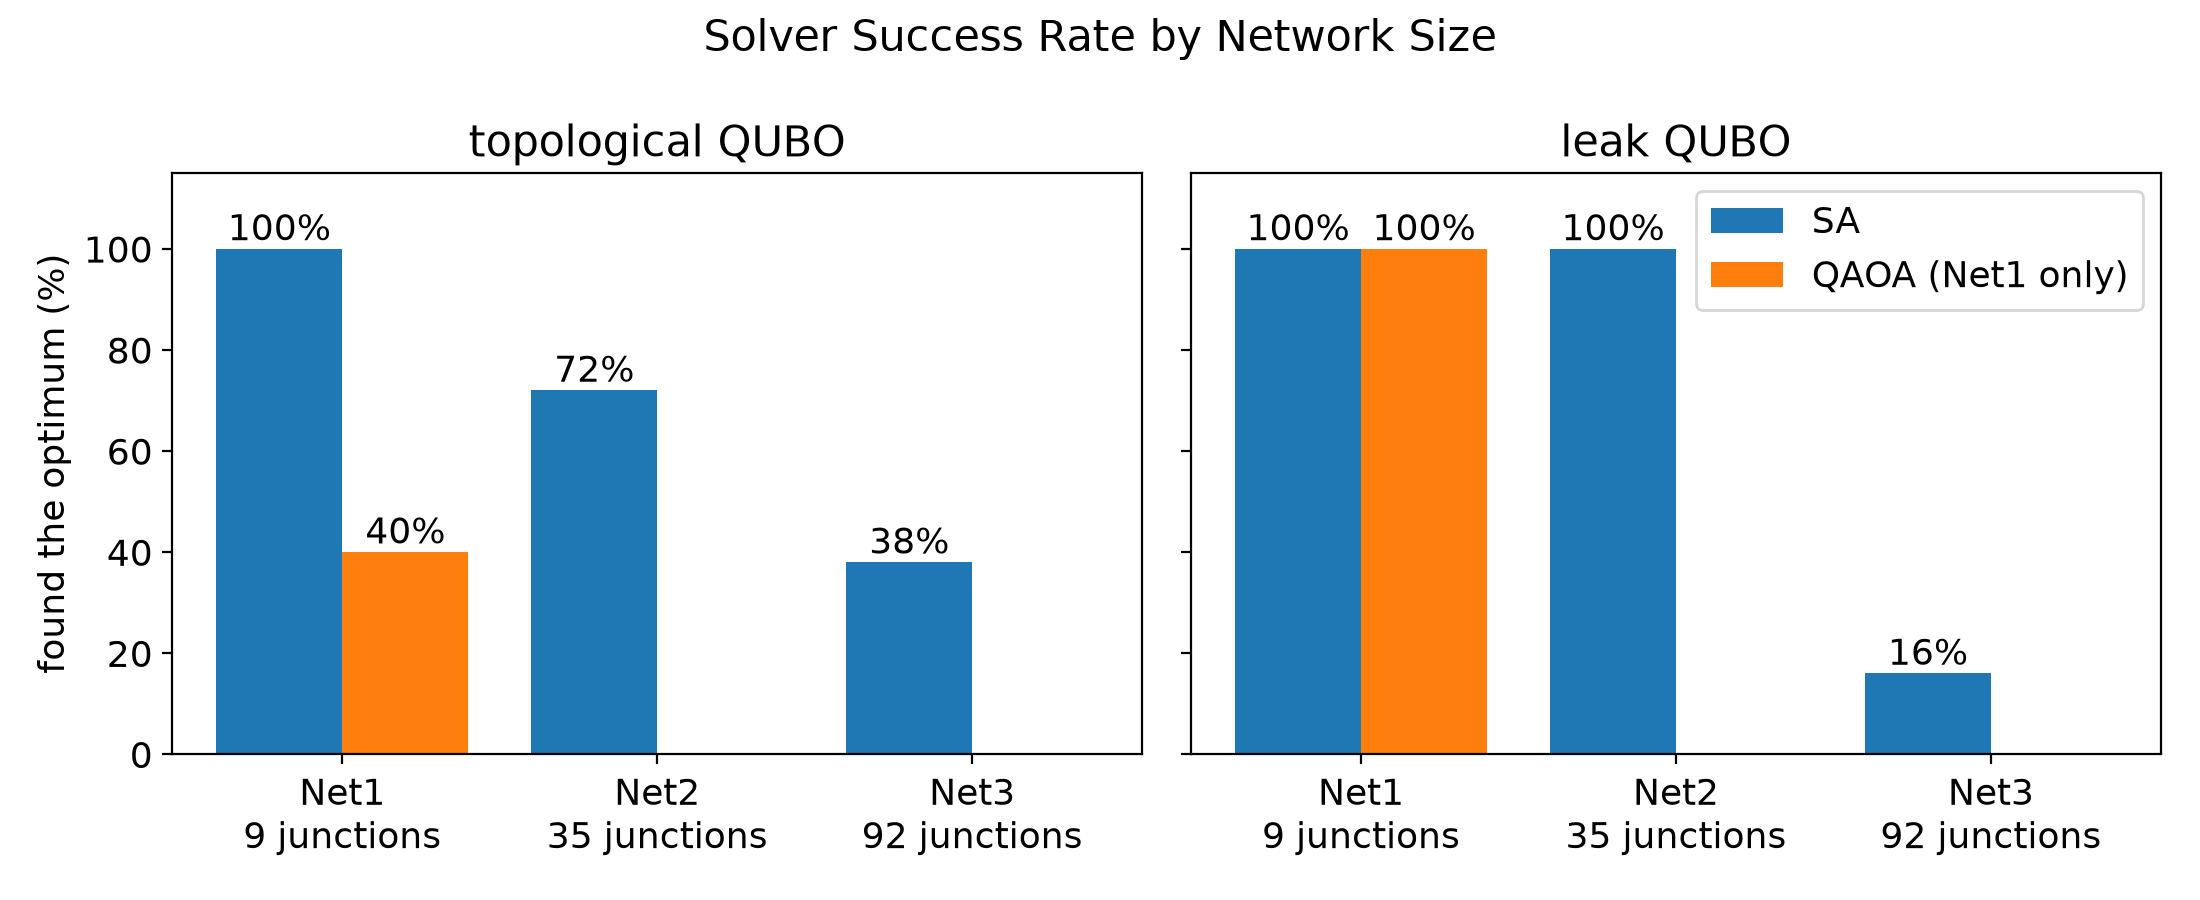 Solver Success Rate by Network Size
topological QUBO
found the optimum (%)
100
80
60
40
20
0
100%
40%
72%
38%
Net1
9 junctions
Net2
35 junctions
Net3
92 junctions
leak QUBO
SA
QAOA (Net1 only)
100%
100%
100%
16%
Net1
9 junctions
Net2
35 junctions
Net3
92 junctions